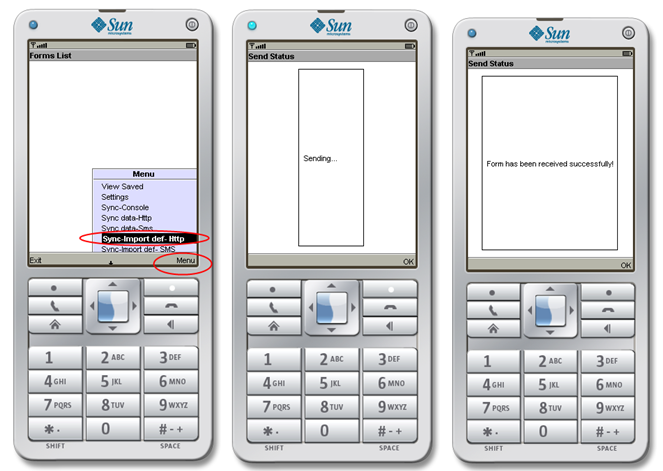 Sun
microsystems
Forms List
Menu
View Saved
Settings
Sync-Console
Sync data-Http
Sync data-Sms
Sync-Import def- Http
Sync-Import def- SMS
Exit
Menu
1
2 ABC
3 DEF
4 GHI
5 JKL
6 MNO
7 PQRS
8 TUV
9 WXYZ
* .
0
# - +
SHIFT
SPACE
Sun
microsystems
Send Status
Sending...
OK
1
2 ABC
3 DEF
4 GHI
5 JKL
6 MNO
7 PQRS
8 TUV
9 WXYZ
* .
0
# - +
SHIFT
SPACE
Sun
microsystems
Send Status
Form has been received successfully!
OK
1
2 ABC
3 DEF
4 GHI
5 JKL
6 MNO
7 PQRS
8 TUV
9 WXYZ
* .
0
# - +
SHIFT
SPACE